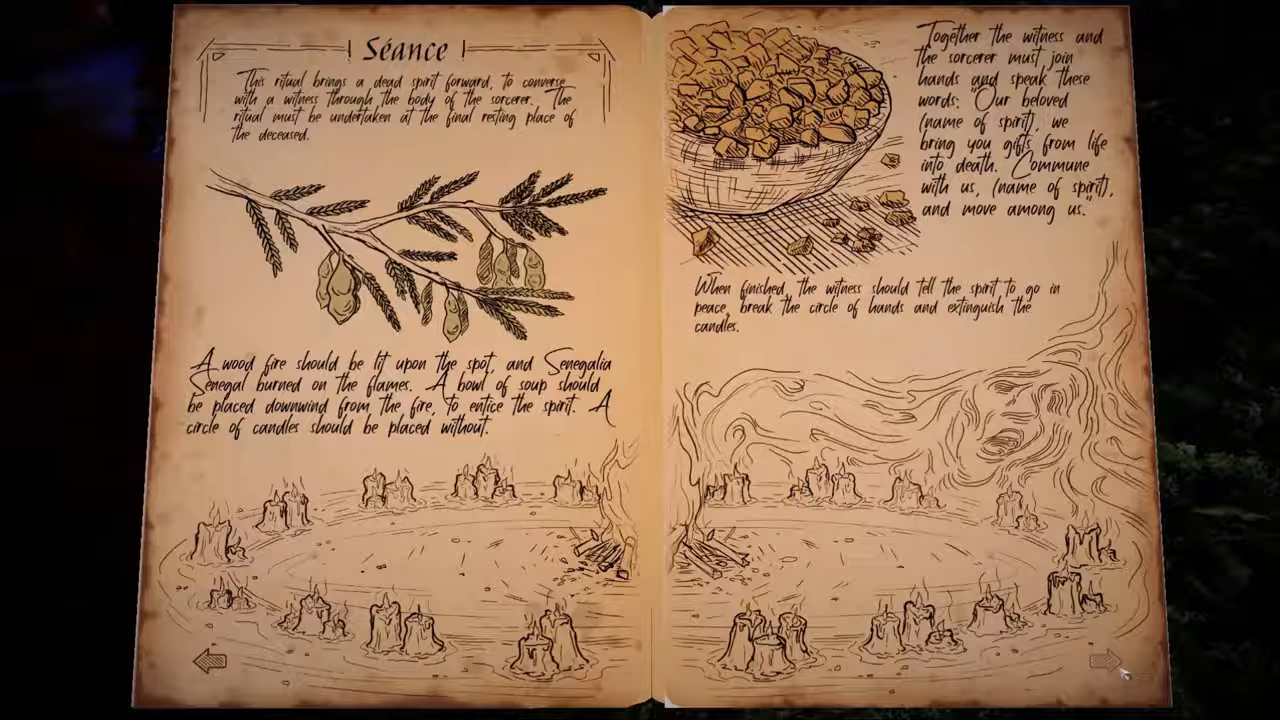 Séance
This ritual brings a dead spirit forward, to converse
with a witness through the body of the sorcerer. The
ritual must be undertaken at the final resting place of
the deceased.
A wood fire should be lit upon the spot, and Senegalia
Senegal burned on the flames. A bowl of soup should
be placed downwind from the fire, to entice the spirit. A
circle of candles should be placed without.
Together the witness and
the sorcerer must join
hands and speak these
words: "Our beloved
(name of spirit), we
bring you gifts from life
into death. Commune
with us, (name of spirit),
and move among us."
When finished, the witness should tell the spirit to go in
peace, break the circle of hands and extinguish the
candles.